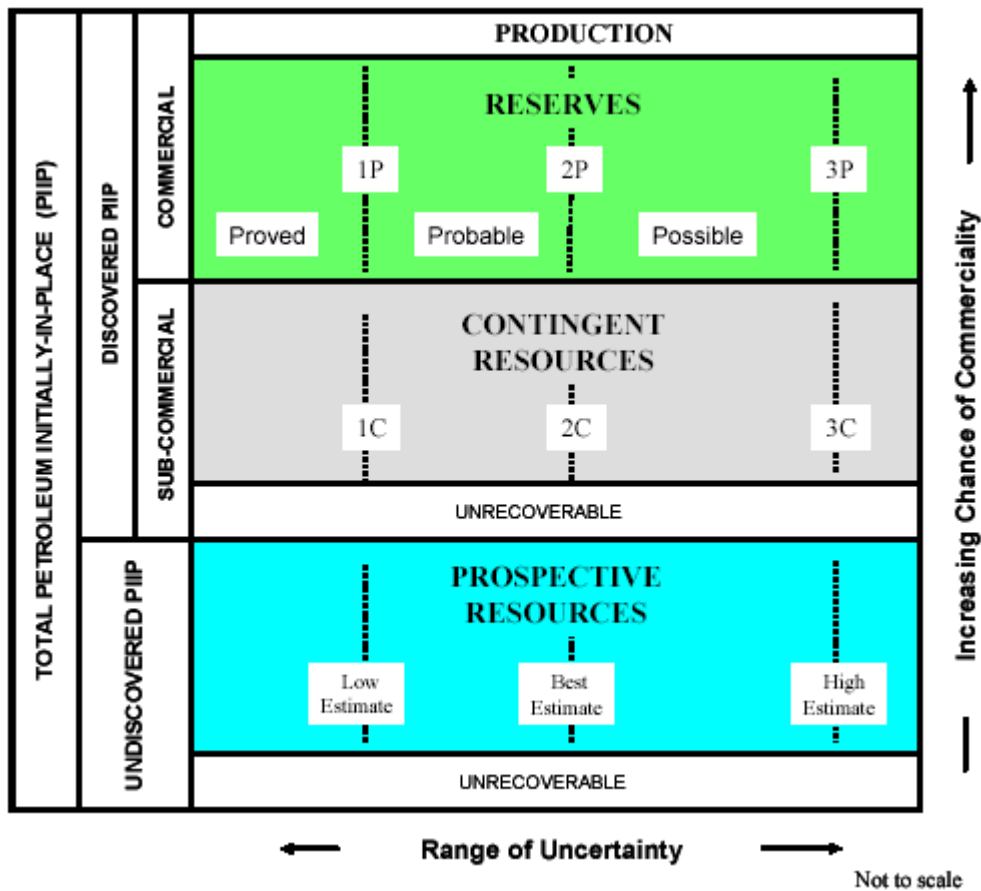 TOTAL PETROLEUM INITIALLY-IN-PLACE (PIIP)
DISCOVERED PIIP
UNDISCOVERED PIIP
COMMERCIAL
SUB-COMMERCIAL
PRODUCTION
RESERVES
1P 2P 3P
Proved Probable Possible
CONTINGENT
RESOURCES
1C 2C 3C
UNRECOVERABLE
PROSPECTIVE
RESOURCES
Low Best High
Estimate Estimate Estimate
UNRECOVERABLE
Increasing Chance of Commerciality
Range of Uncertainty
Not to scale